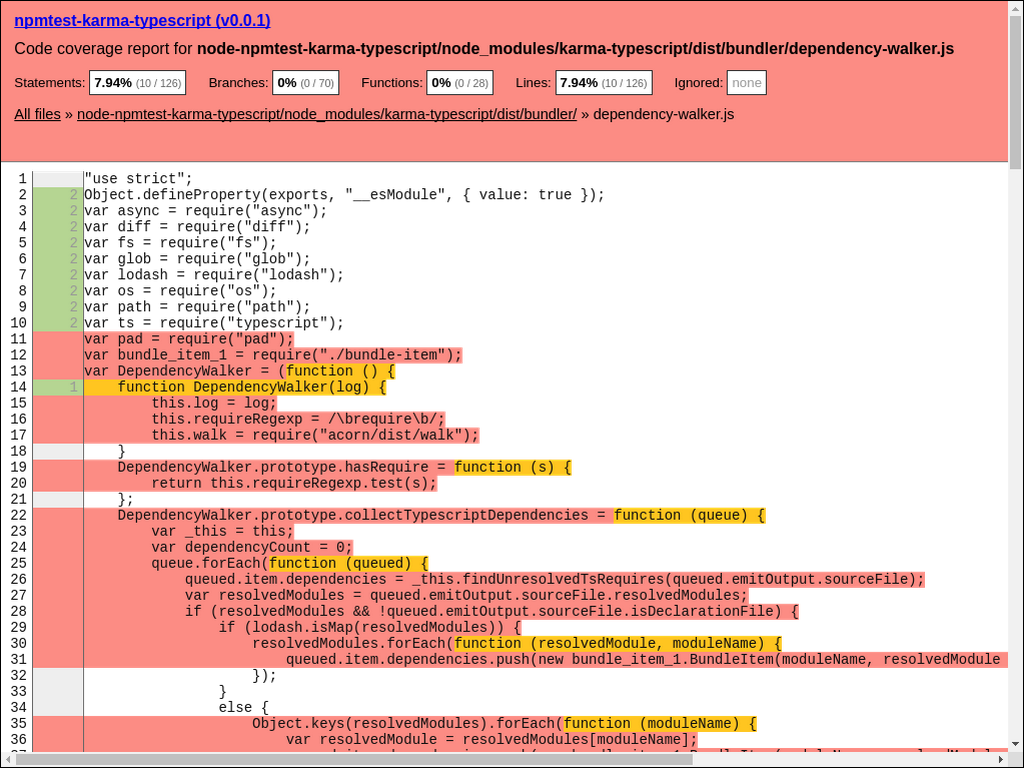 npmtest-karma-typescript (v0.0.1)
Code coverage report for node-npmtest-karma-typescript/node_modules/karma-typescript/dist/bundler/dependency-walker.js
Statements: 7.94% (10 / 126) Branches: 0% (0 / 70) Functions: 0% (0 / 28) Lines: 7.94% (10 / 126) Ignored: none
All files » node-npmtest-karma-typescript/node_modules/karma-typescript/dist/bundler/ » dependency-walker.js
1 "use strict";
2 2 Object.defineProperty(exports, "__esModule", { value: true });
3 2 var async = require("async");
4 2 var diff = require("diff");
5 2 var fs = require("fs");
6 2 var glob = require("glob");
7 2 var lodash = require("lodash");
8 2 var os = require("os");
9 2 var path = require("path");
10 2 var ts = require("typescript");
11 var pad = require("pad");
12 var bundle_item_1 = require("./bundle-item");
13 var DependencyWalker = (function () {
14 1 function DependencyWalker(log) {
15 this.log = log;
16 this.requireRegexp = /\brequire\b/;
17 this.walk = require("acorn/dist/walk");
18 }
19 DependencyWalker.prototype.hasRequire = function (s) {
20 return this.requireRegexp.test(s);
21 };
22 DependencyWalker.prototype.collectTypescriptDependencies = function (queue) {
23 var _this = this;
24 var dependencyCount = 0;
25 queue.forEach(function (queued) {
26 queued.item.dependencies = _this.findUnresolvedTsRequires(queued.emitOutput.sourceFile);
27 var resolvedModules = queued.emitOutput.sourceFile.resolvedModules;
28 if (resolvedModules && !queued.emitOutput.sourceFile.isDeclarationFile) {
29 if (lodash.isMap(resolvedModules)) {
30 resolvedModules.forEach(function (resolvedModule, moduleName) {
31 queued.item.dependencies.push(new bundle_item_1.BundleItem(moduleName, resolvedModule
32 });
33 }
34 else {
35 Object.keys(resolvedModules).forEach(function (moduleName) {
36 var resolvedModule = resolvedModules[moduleName];